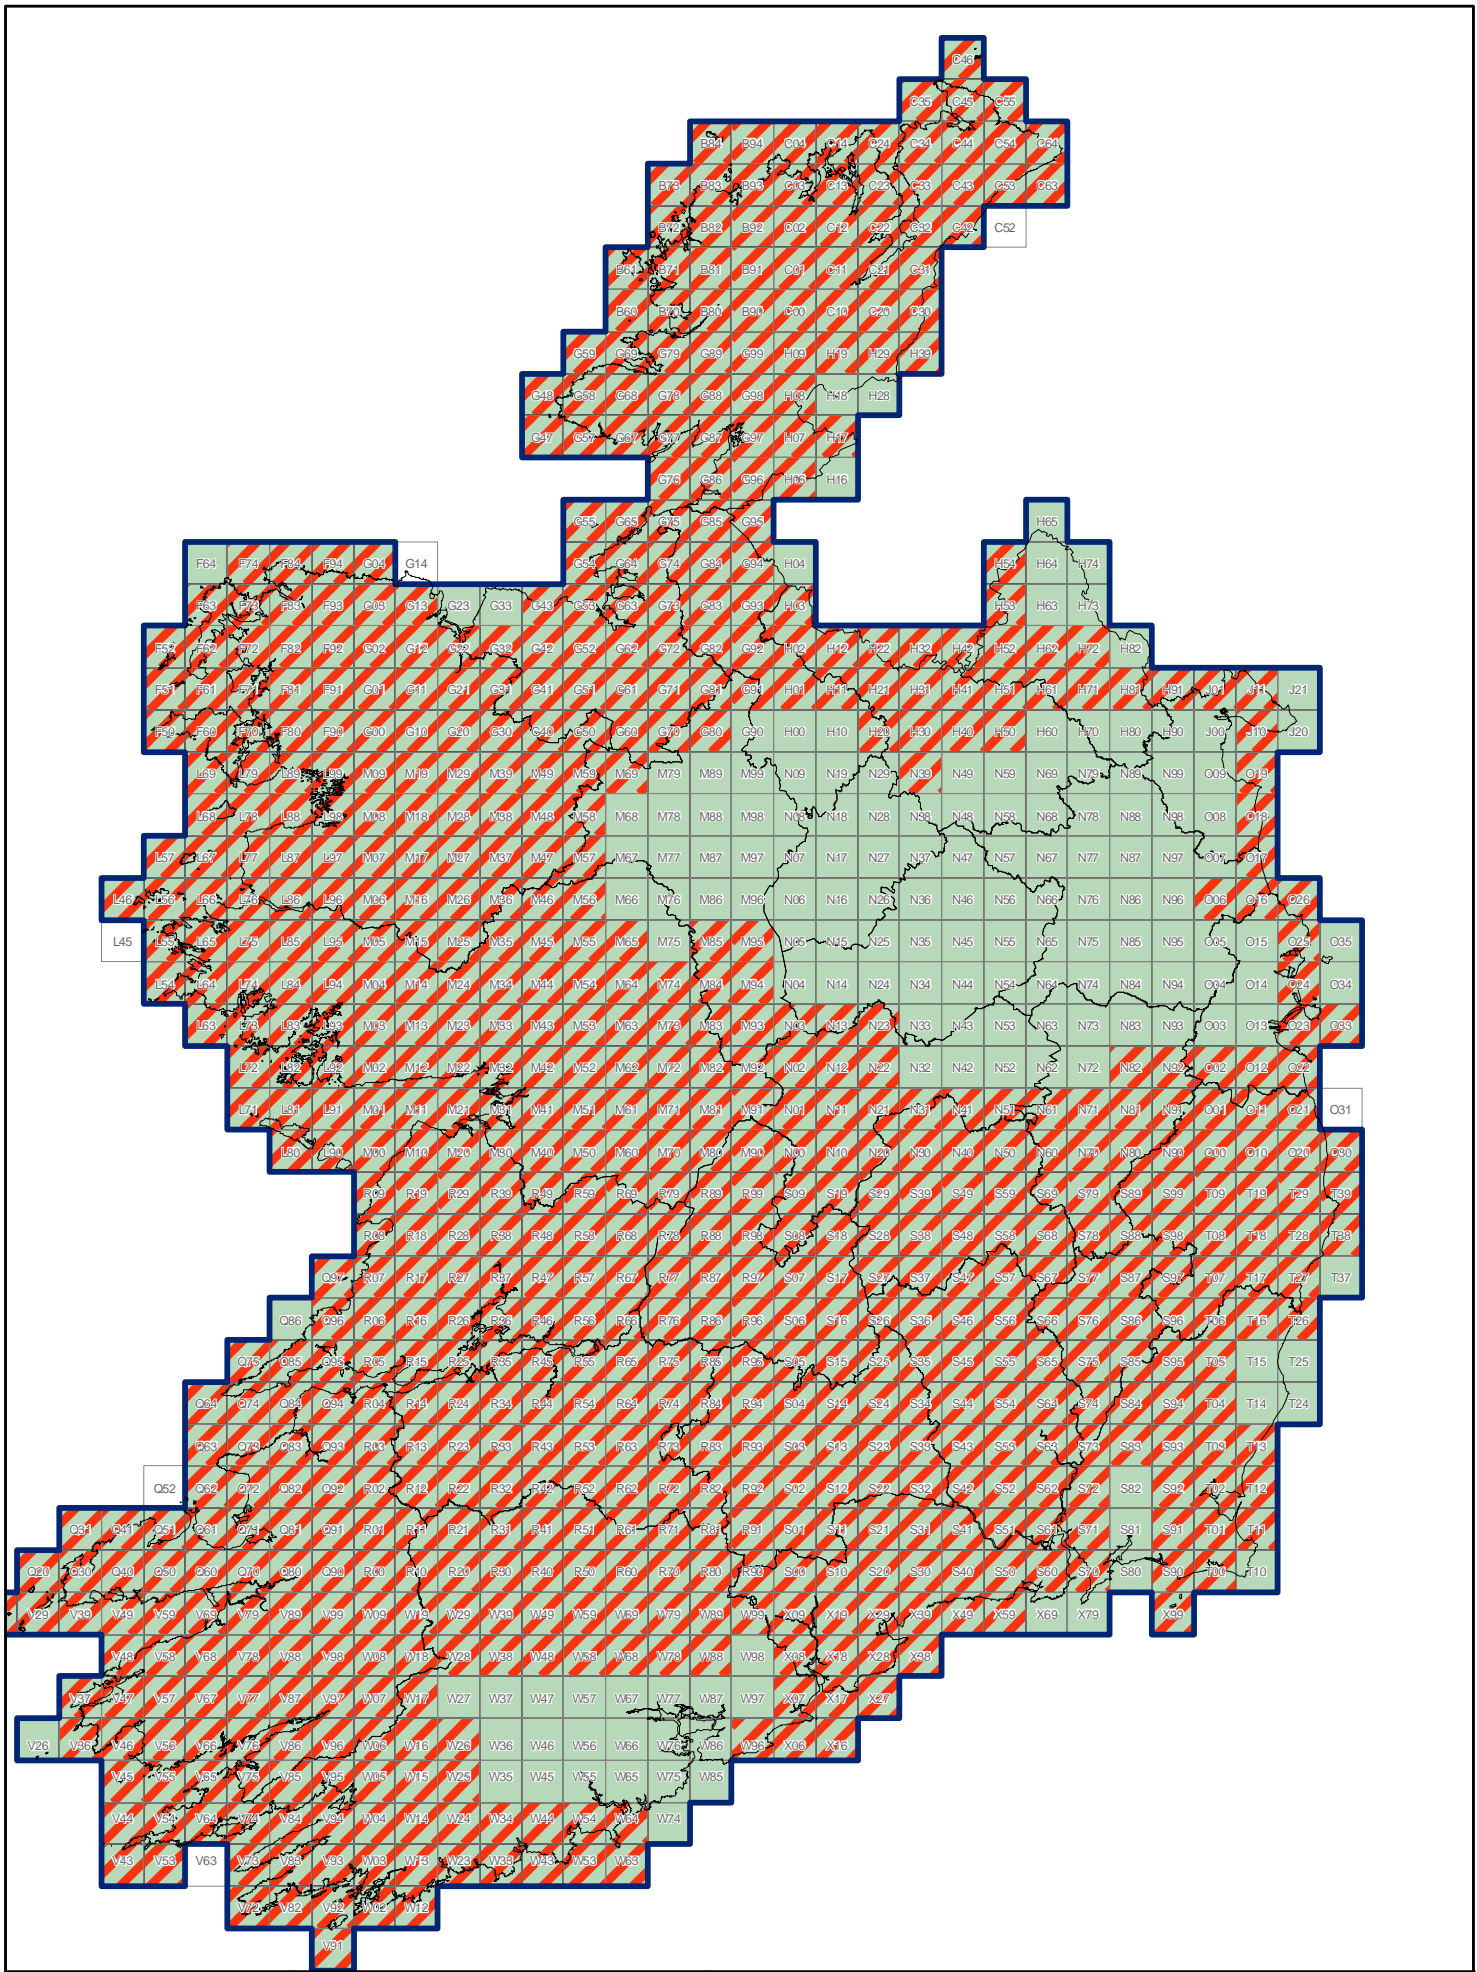 C46
C35 C45 C55
B84 B94 C04 C14 C24 C34 C44 C54 C64
B73 B83 B93 C03 C13 C23 C33 C43 C53 C63
B72 B82 B92 C02 C12 C22 C32 C42 C52
B61 B71 B81 B91 C01 C11 C21 C31
B60 B70 B80 B90 C00 C10 C20 C30
G59 G69 G79 G89 G99 H09 H19 H29 H39
G48 G58 G68 G78 G88 G98 H08 H18 H28
G47 G57 G67 G77 G87 G97 H07 H17
G76 G86 G96 H06 H16
G55 G65 G75 G85 G95 H65
F64 F74 F84 F94 G04 G14 G54 G64 G74 G84 G94 H04 H54 H64 H74
F63 F73 F83 F93 G03 G13 G23 G33 G43 G53 G63 G73 G83 G93 H03 H53 H63 H73
F52 F62 F72 F82 F92 G02 G12 G22 G32 G42 G52 G62 G72 G82 G92 H02 H12 H22 H32 H42 H52 H62 H72 H82
F51 F61 F71 F81 F91 G01 G11 G21 G31 G41 G51 G61 G71 G81 G91 H01 H11 H21 H31 H41 H51 H61 H71 H81 H91 J01 J11 J21
F50 F60 F70 F80 F90 G00 G10 G20 G30 G40 G50 G60 G70 G80 G90 H00 H10 H20 H30 H40 H50 H60 H70 H80 H90 J00 J10 J20
L69 L79 L89 L99 M09 M19 M29 M39 M49 M59 M69 M79 M89 M99 N09 N19 N29 N39 N49 N59 N69 N79 N89 N99 O09 O19
L68 L78 L88 L98 M08 M18 M28 M38 M48 M58 M68 M78 M88 M98 N08 N18 N28 N38 N48 N58 N68 N78 N88 N98 O08 O18
L57 L67 L77 L87 L97 M07 M17 M27 M37 M47 M57 M67 M77 M87 M97 N07 N17 N27 N37 N47 N57 N67 N77 N87 N97 O07 O17
L46 L56 L66 L76 L86 L96 M06 M16 M26 M36 M46 M56 M66 M76 M86 M96 N06 N16 N26 N36 N46 N56 N66 N76 N86 N96 O06 O16 O26
L45 L55 L65 L75 L85 L95 M05 M15 M25 M35 M45 M55 M65 M75 M85 M95 N05 N15 N25 N35 N45 N55 N65 N75 N85 N95 O05 O15 O25 O35
L54 L64 L74 L84 L94 M04 M14 M24 M34 M44 M54 M64 M74 M84 M94 N04 N14 N24 N34 N44 N54 N64 N74 N84 N94 O04 O14 O24 O34
L63 L73 L83 L93 M03 M13 M23 M33 M43 M53 M63 M73 M83 M93 N03 N13 N23 N33 N43 N53 N63 N73 N83 N93 O03 O13 O23 O33
L72 L82 L92 M02 M12 M22 M32 M42 M52 M62 M72 M82 M92 N02 N12 N22 N32 N42 N52 N62 N72 N82 N92 O02 O12 O22
L71 L81 L91 M01 M11 M21 M31 M41 M51 M61 M71 M81 M91 N01 N11 N21 N31 N41 N51 N61 N71 N81 N91 O01 O11 O21 O31
L80 L90 M00 M10 M20 M30 M40 M50 M60 M70 M80 M90 N00 N10 N20 N30 N40 N50 N60 N70 N80 N90 O00 O10 O20 O30
R09 R19 R29 R39 R49 R59 R69 R79 R89 R99 S09 S19 S29 S39 S49 S59 S69 S79 S89 S99 T09 T19 T29 T39
R08 R18 R28 R38 R48 R58 R68 R78 R88 R98 S08 S18 S28 S38 S48 S58 S68 S78 S88 S98 T08 T18 T28 T38
Q97 R07 R17 R27 R37 R47 R57 R67 R77 R87 R97 S07 S17 S27 S37 S47 S57 S67 S77 S87 S97 T07 T17 T27 T37
Q86 Q96 R06 R16 R26 R36 R46 R56 R66 R76 R86 R96 S06 S16 S26 S36 S46 S56 S66 S76 S86 S96 T06 T16 T26
Q75 Q85 Q95 R05 R15 R25 R35 R45 R55 R65 R75 R85 R95 S05 S15 S25 S35 S45 S55 S65 S75 S85 S95 T05 T15 T25
Q64 Q74 Q84 Q94 R04 R14 R24 R34 R44 R54 R64 R74 R84 R94 S04 S14 S24 S34 S44 S54 S64 S74 S84 S94 T04 T14 T24
Q63 Q73 Q83 Q93 R03 R13 R23 R33 R43 R53 R63 R73 R83 R93 S03 S13 S23 S33 S43 S53 S63 S73 S83 S93 T03 T13
Q52 Q62 Q72 Q82 Q92 R02 R12 R22 R32 R42 R52 R62 R72 R82 R92 S02 S12 S22 S32 S42 S52 S62 S72 S82 S92 T02 T12
Q31 Q41 Q51 Q61 Q71 Q81 Q91 R01 R11 R21 R31 R41 R51 R61 R71 R81 R91 S01 S11 S21 S31 S41 S51 S61 S71 S81 S91 T01 T11
Q20 Q30 Q40 Q50 Q60 Q70 Q80 Q90 R00 R10 R20 R30 R40 R50 R60 R70 R80 R90 S00 S10 S20 S30 S40 S50 S60 S70 S80 S90 T00 T10
V29 V39 V49 V59 V69 V79 V89 V99 W09 W19 W29 W39 W49 W59 W69 W79 W89 W99 X09 X19 X29 X39 X49 X59 X69 X79 X99
V48 V58 V68 V78 V88 V98 W08 W18 W28 W38 W48 W58 W68 W78 W88 W98 X08 X18 X28 X38
V37 V47 V57 V67 V77 V87 V97 W07 W17 W27 W37 W47 W57 W67 W77 W87 W97 X07 X17 X27
V26 V36 V46 V56 V66 V76 V86 V96 W06 W16 W26 W36 W46 W56 W66 W76 W86 W96 X06 X16
V45 V55 V65 V75 V85 V95 W05 W15 W25 W35 W45 W55 W65 W75 W85
V44 V54 V64 V74 V84 V94 W04 W14 W24 W34 W44 W54 W64 W74
V43 V53 V63 V73 V83 V93 W03 W13 W23 W33 W43 W53 W63
V72 V82 V92 W02 W12
V91